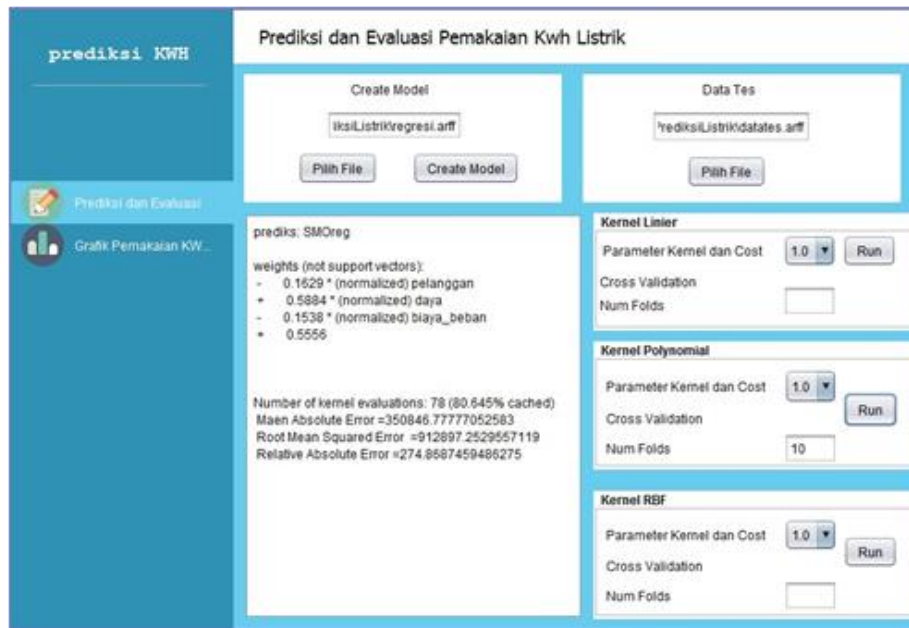 prediksi KWH
Prediksi dan Evaluasi
Grafik Pemakaian KW...
Prediksi dan Evaluasi Pemakaian Kwh Listrik
Create Model
iksiListrik\regresi.arff
Pilih File
Create Model
Data Tes
PrediksiListrik\datates.arff
Pilih File
prediks: SMOreg
weights (not support vectors):
- 0.1629 * (normalized) pelanggan
+ 0.5884 * (normalized) daya
- 0.1538 * (normalized) biaya_beban
+ 0.5556
Number of kernel evaluations: 78 (80.645% cached)
Maen Absolute Error =350846.77777052583
Root Mean Squared Error =912897.2529557119
Relative Absolute Error =274.8687459486275
Kernel Linier
Parameter Kernel dan Cost 1.0 Run
Cross Validation
Num Folds
Kernel Polynomial
Parameter Kernel dan Cost 1.0
Run
Cross Validation
Num Folds 10
Kernel RBF
Parameter Kernel dan Cost 1.0
Run
Cross Validation
Num Folds